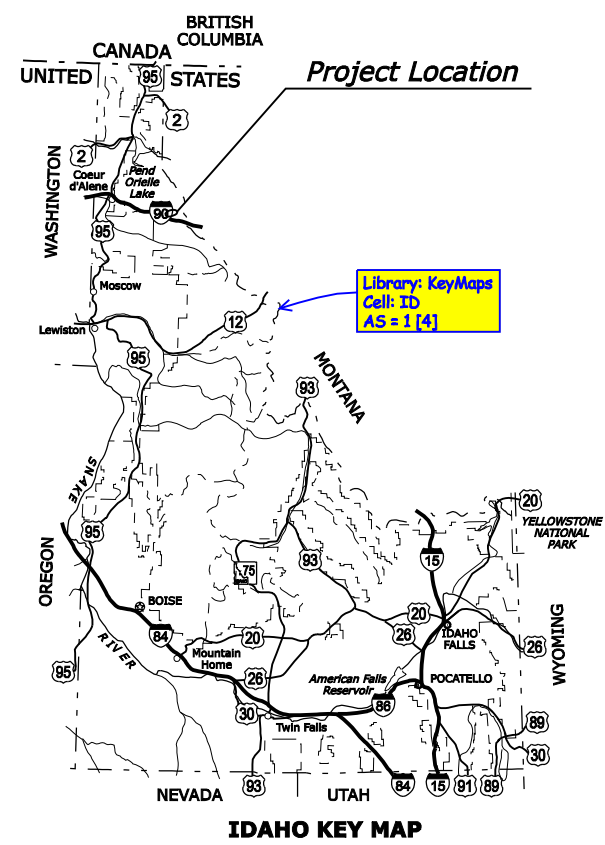 BRITISH
COLUMBIA
CANADA
UNITED
STATES
95
Project Location
2
2
WASHINGTON
Coeur
d'Alene
Pend
Orielle
Lake
90
95
Moscow
Library: KeyMaps
Cell: ID
AS = 1 [4]
12
Lewiston
95
MONTANA
93
SNAKE
95
20
YELLOWSTONE
NATIONAL
PARK
OREGON
15
93
75
BOISE
84
RIVER
20
20
26
IDAHO
FALLS
26
WYOMING
Mountain
Home
95
26
American Falls
Reservoir
POCATELLO
86
30
Twin Falls
89
30
93
84
15
91
89
NEVADA
UTAH
IDAHO KEY MAP